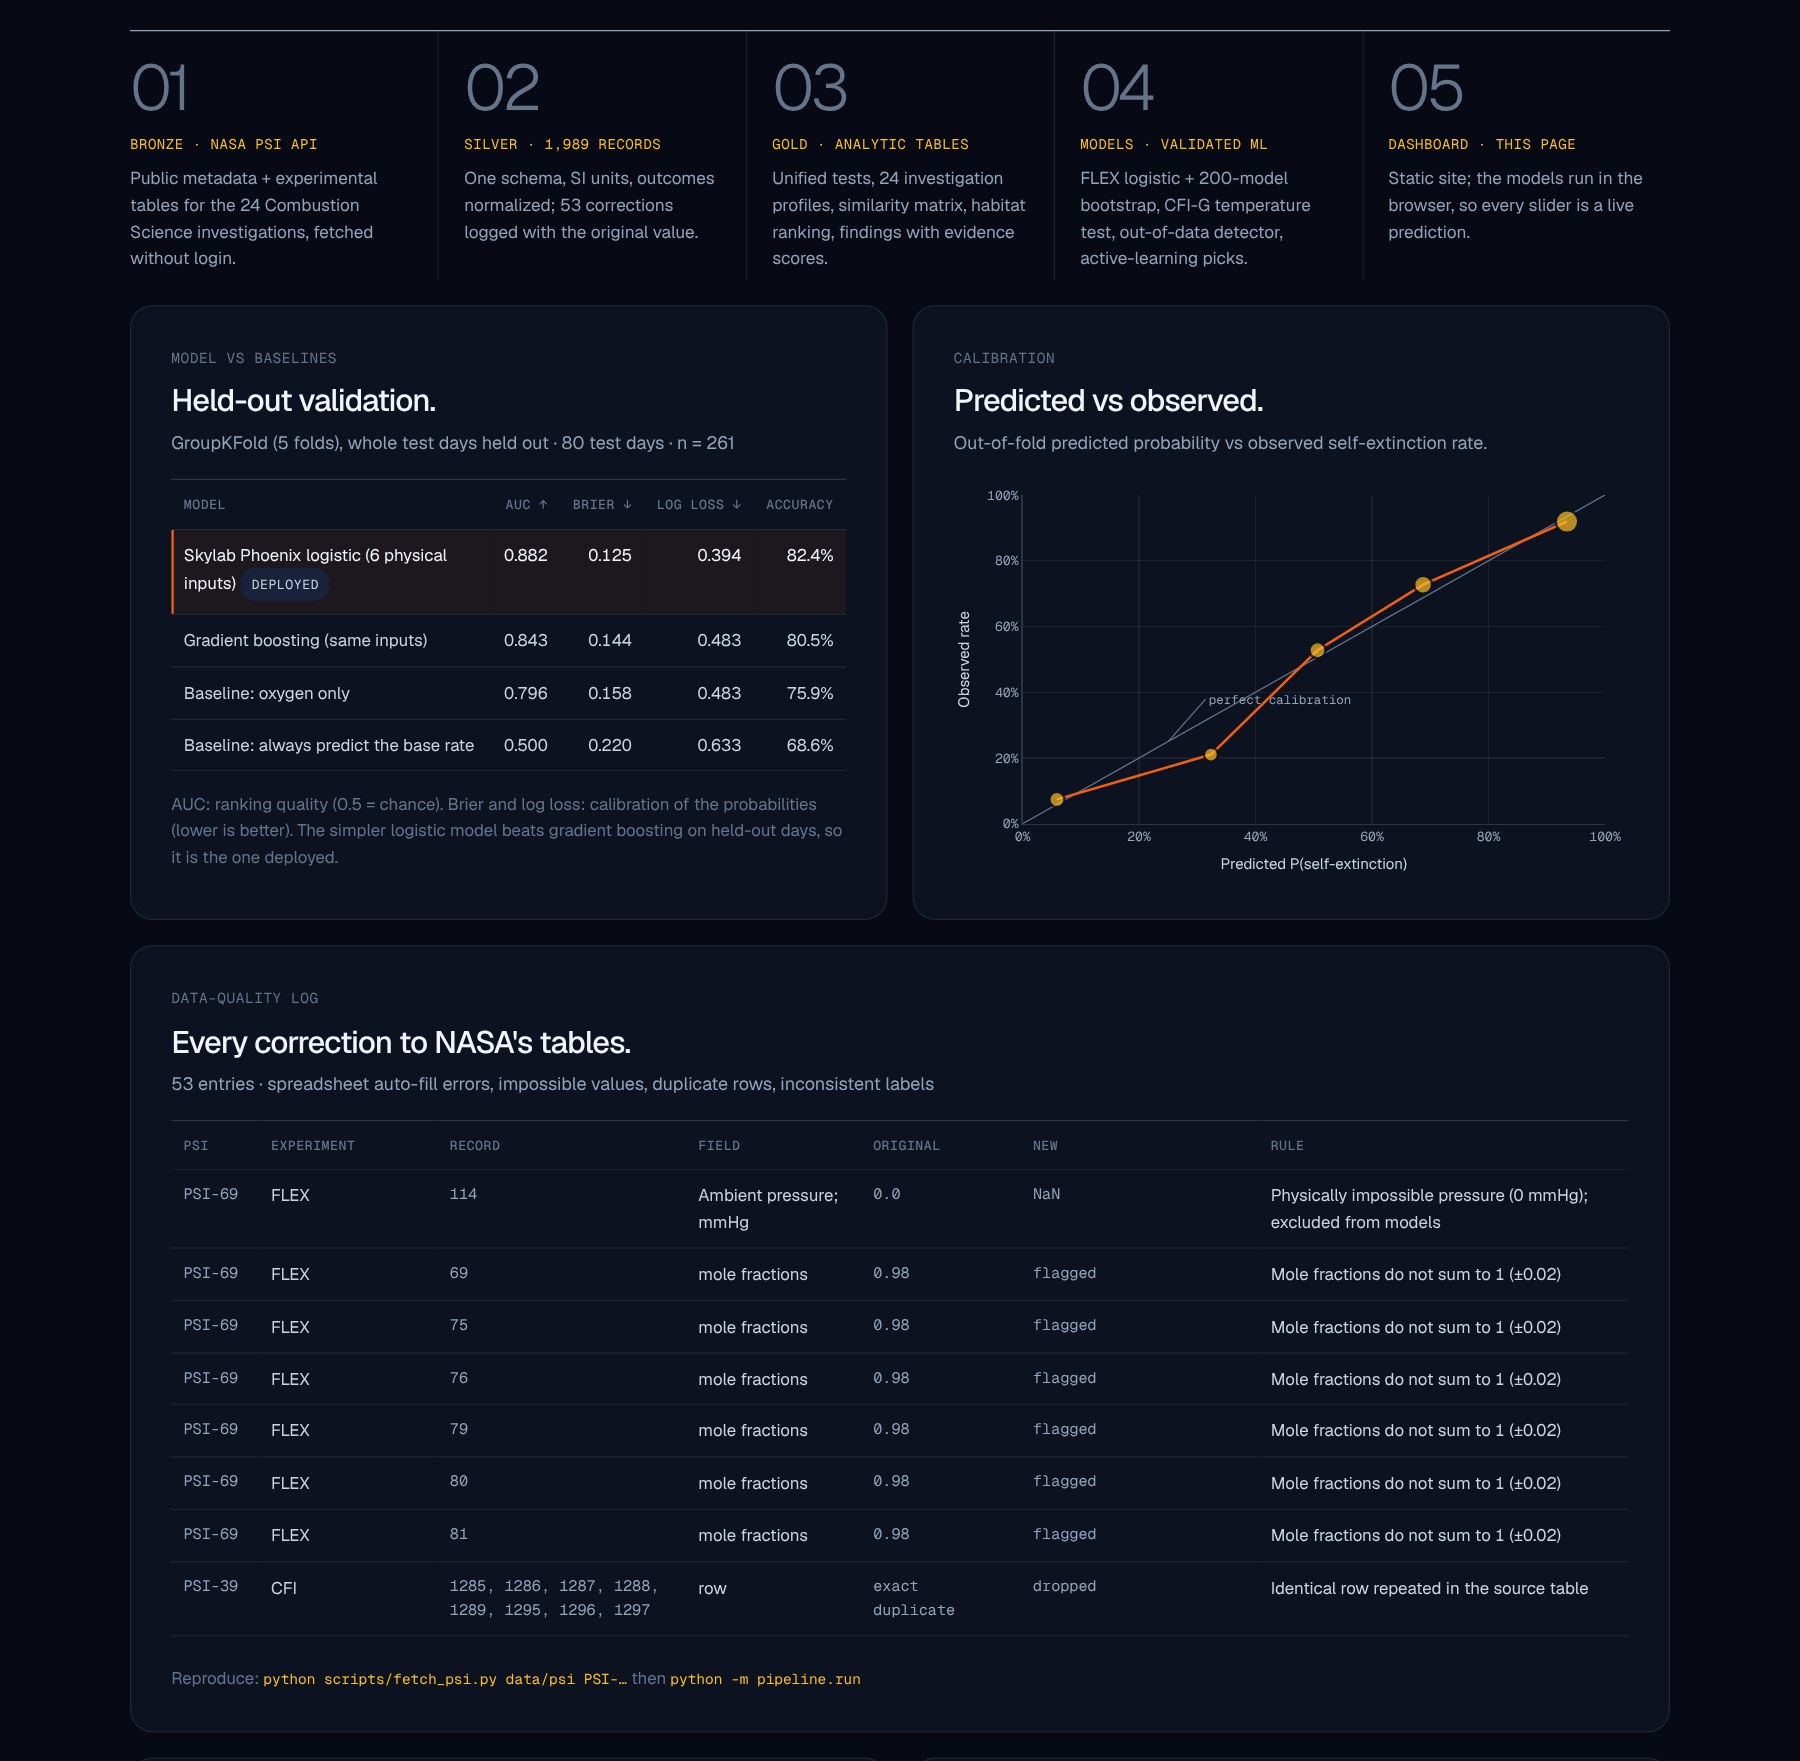 01
BRONZE · NASA PSI API
Public metadata + experimental
tables for the 24 Combustion
Science investigations, fetched
without login.
02
SILVER · 1,989 RECORDS
One schema, SI units, outcomes
normalized; 53 corrections
logged with the original value.
03
GOLD · ANALYTIC TABLES
Unified tests, 24 investigation
profiles, similarity matrix, habitat
ranking, findings with evidence
scores.
04
MODELS · VALIDATED ML
FLEX logistic + 200-model
bootstrap, CFI-G temperature
test, out-of-data detector,
active-learning picks.
05
DASHBOARD · THIS PAGE
Static site; the models run in the
browser, so every slider is a live
prediction.
MODEL VS BASELINES
Held-out validation.
GroupKFold (5 folds), whole test days held out · 80 test days · n = 261
MODEL AUC ↑ BRIER ↓ LOG LOSS ↓ ACCURACY
Skylab Phoenix logistic (6 physical 0.882 0.125 0.394 82.4%
inputs) DEPLOYED
Gradient boosting (same inputs) 0.843 0.144 0.483 80.5%
Baseline: oxygen only 0.796 0.158 0.483 75.9%
Baseline: always predict the base rate 0.500 0.220 0.633 68.6%
AUC: ranking quality (0.5 = chance). Brier and log loss: calibration of the probabilities
(lower is better). The simpler logistic model beats gradient boosting on held-out days, so
it is the one deployed.
CALIBRATION
Predicted vs observed.
Out-of-fold predicted probability vs observed self-extinction rate.
100%
80%
60%
40%
20%
0%
Observed rate
perfect calibration
0% 20% 40% 60% 80% 100%
Predicted P(self-extinction)
DATA-QUALITY LOG
Every correction to NASA's tables.
53 entries · spreadsheet auto-fill errors, impossible values, duplicate rows, inconsistent labels
PSI EXPERIMENT RECORD FIELD ORIGINAL NEW RULE
PSI-69 FLEX 114 Ambient pressure; 0.0 NaN Physically impossible pressure (0 mmHg);
mmHg excluded from models
PSI-69 FLEX 69 mole fractions 0.98 flagged Mole fractions do not sum to 1 (±0.02)
PSI-69 FLEX 75 mole fractions 0.98 flagged Mole fractions do not sum to 1 (±0.02)
PSI-69 FLEX 76 mole fractions 0.98 flagged Mole fractions do not sum to 1 (±0.02)
PSI-69 FLEX 79 mole fractions 0.98 flagged Mole fractions do not sum to 1 (±0.02)
PSI-69 FLEX 80 mole fractions 0.98 flagged Mole fractions do not sum to 1 (±0.02)
PSI-69 FLEX 81 mole fractions 0.98 flagged Mole fractions do not sum to 1 (±0.02)
PSI-39 CFI 1285, 1286, 1287, 1288, row exact dropped Identical row repeated in the source table
1289, 1295, 1296, 1297 duplicate
Reproduce: python scripts/fetch_psi.py data/psi PSI-… then python -m pipeline.run